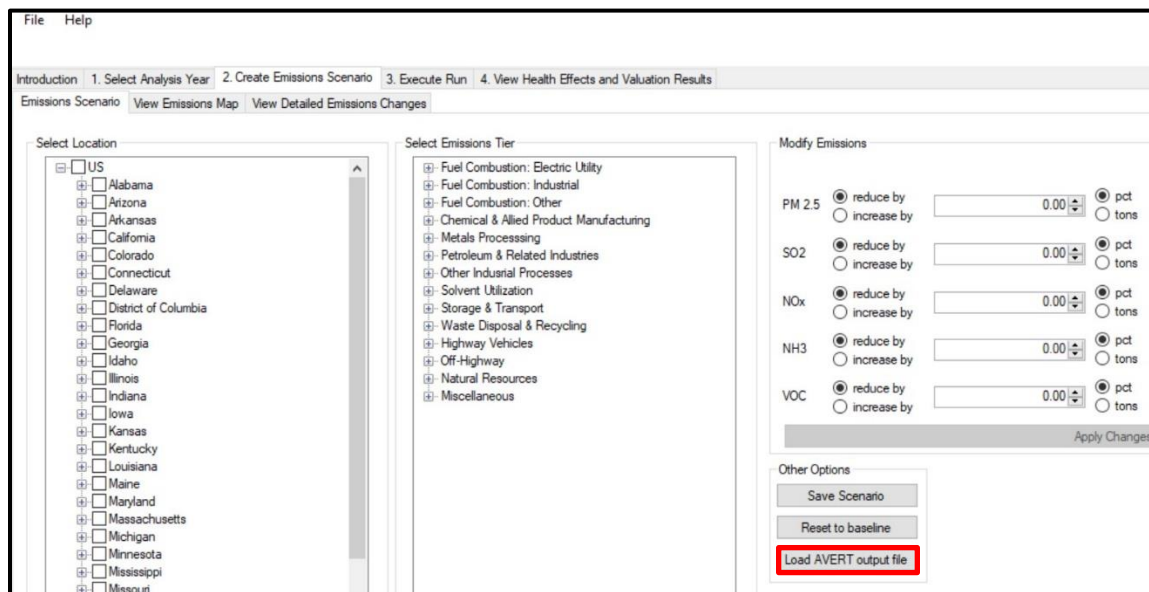 File Help
Introduction 1. Select Analysis Year 2. Create Emissions Scenario 3. Execute Run 4. View Health Effects and Valuation Results
Emissions Scenario View Emissions Map View Detailed Emissions Changes
Select Location
US
Alabama
Arizona
Arkansas
California
Colorado
Connecticut
Delaware
District of Columbia
Florida
Georgia
Idaho
Illinois
Indiana
Iowa
Kansas
Kentucky
Louisiana
Maine
Maryland
Massachusetts
Michigan
Minnesota
Mississippi
Missouri
Select Emissions Tier
Fuel Combustion: Electric Utility
Fuel Combustion: Industrial
Fuel Combustion: Other
Chemical & Allied Product Manufacturing
Metals Processsing
Petroleum & Related Industries
Other Indusrial Processes
Solvent Utilization
Storage & Transport
Waste Disposal & Recycling
Highway Vehicles
Off-Highway
Natural Resources
Miscellaneous
Modify Emissions
PM 2.5 reduce by 0.00 pct
increase by tons
SO2 reduce by 0.00 pct
increase by tons
NOx reduce by 0.00 pct
increase by tons
NH3 reduce by 0.00 pct
increase by tons
VOC reduce by 0.00 pct
increase by tons
Apply Changes
Other Options
Save Scenario
Reset to baseline
Load AVERT output file